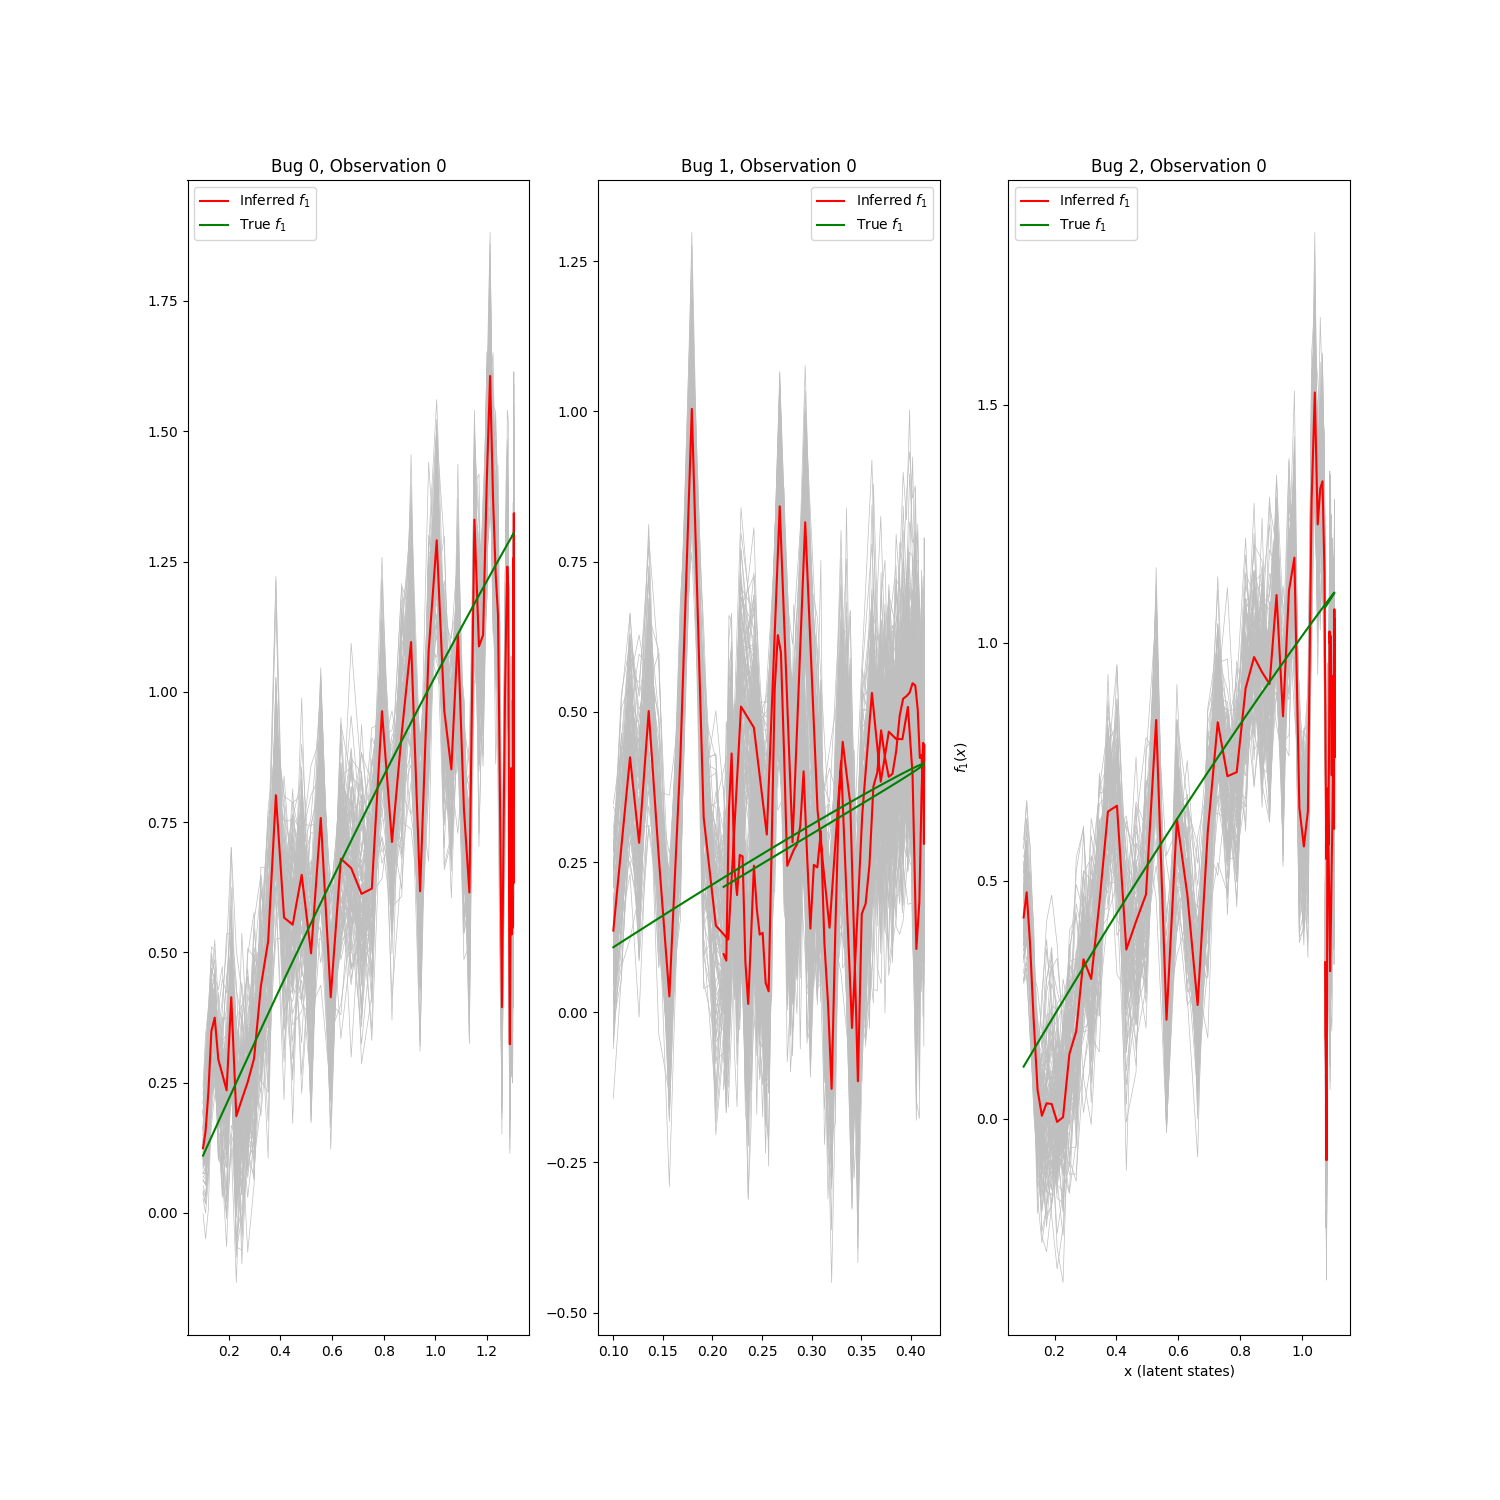 Bug 0, Observation 0
Inferred f₁
True f₁
1.75
1.50
1.25
1.00
0.75
0.50
0.25
0.00
0.2 0.4 0.6 0.8 1.0 1.2
Bug 1, Observation 0
Inferred f₁
True f₁
1.25
1.00
0.75
0.50
0.25
0.00
−0.25
−0.50
0.10 0.15 0.20 0.25 0.30 0.35 0.40
Bug 2, Observation 0
Inferred f₁
True f₁
f₁(x)
1.5
1.0
0.5
0.0
0.2 0.4 0.6 0.8 1.0
x (latent states)